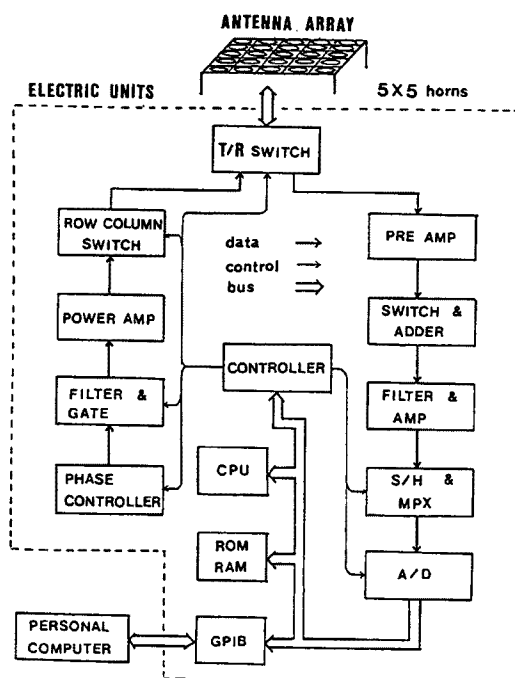 ANTENNA ARRAY
ELECTRIC UNITS
5X5 horns
T/R SWITCH
ROW COLUMN
SWITCH
PRE AMP
data
control
bus
POWER AMP
SWITCH &
ADDER
CONTROLLER
FILTER &
GATE
FILTER &
AMP
PHASE
CONTROLLER
CPU
S/H &
MPX
ROM
RAM
A/D
PERSONAL
COMPUTER
GPIB